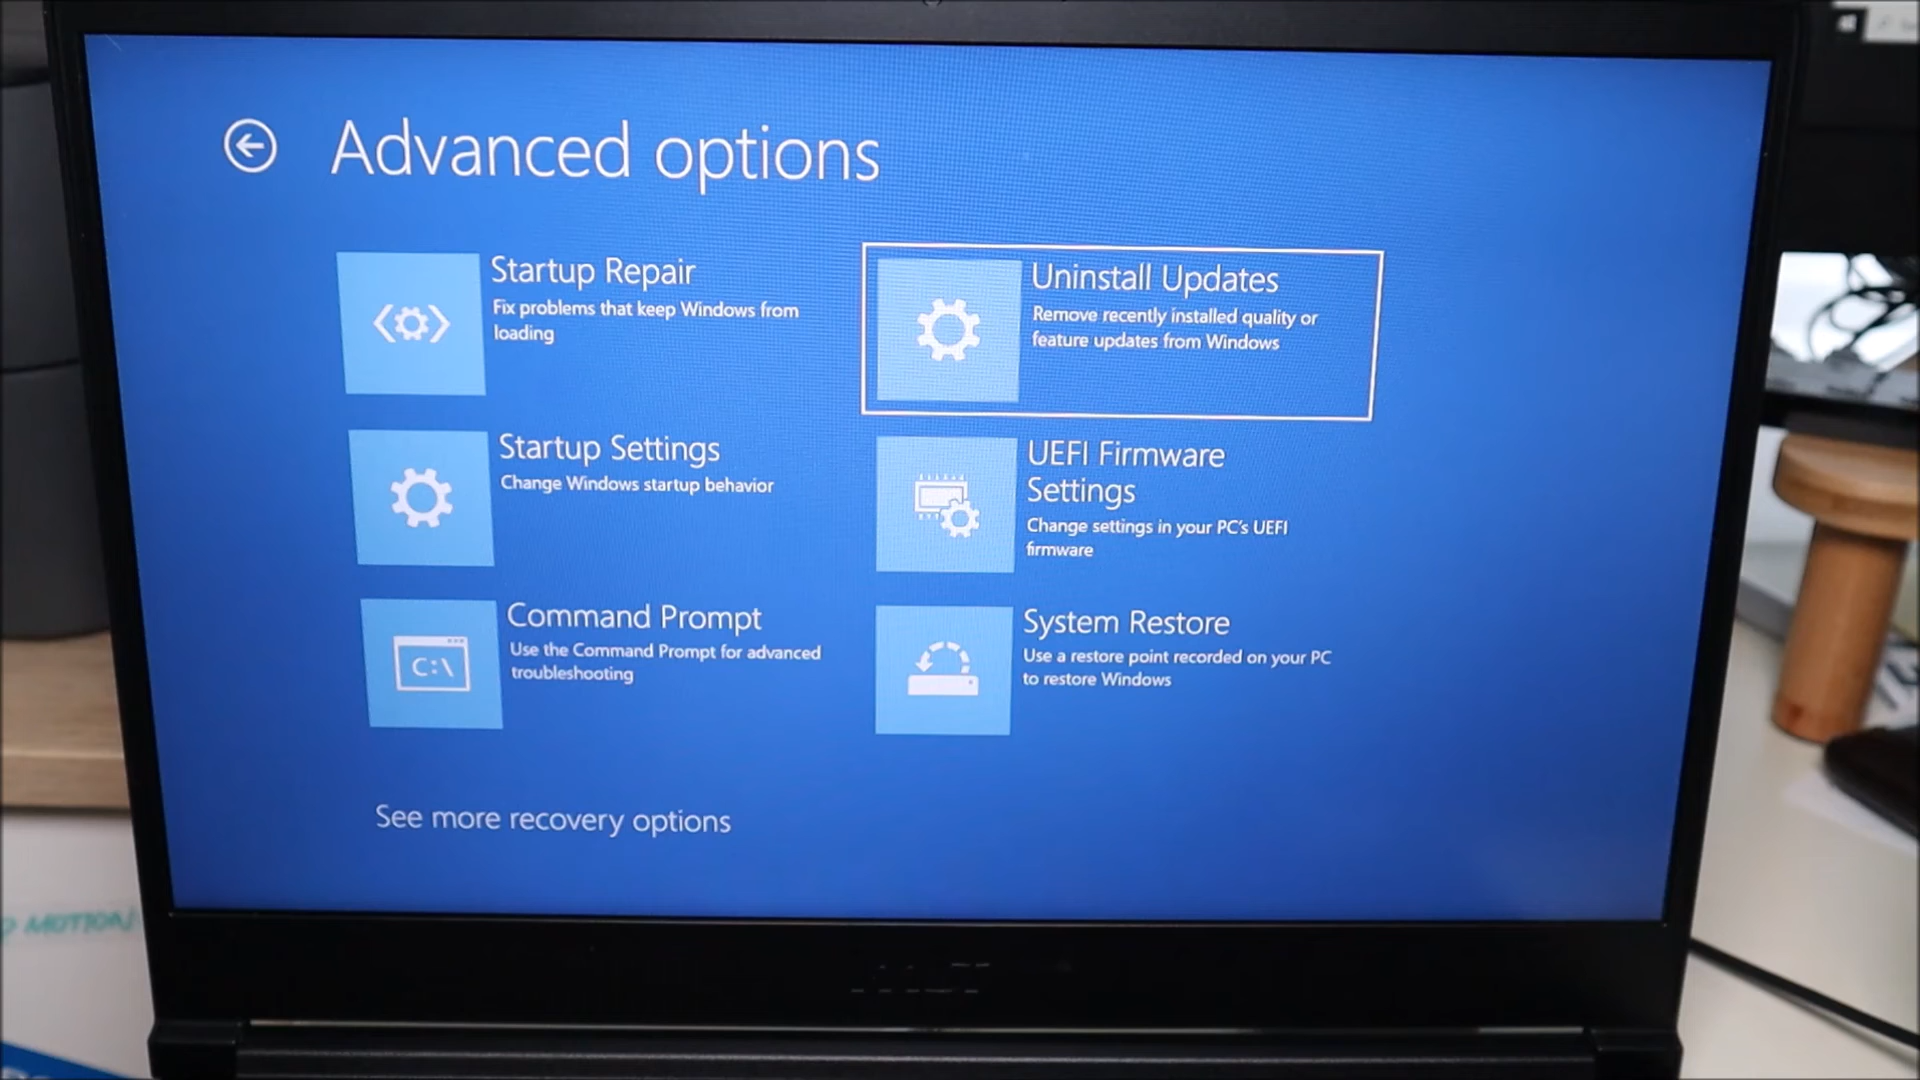 Advanced options
Startup Repair
Fix problems that keep Windows from
loading
Uninstall Updates
Remove recently installed quality or
feature updates from Windows
Startup Settings
Change Windows startup behavior
UEFI Firmware
Settings
Change settings in your PC's UEFI
firmware
C:\
Command Prompt
Use the Command Prompt for advanced
troubleshooting
System Restore
Use a restore point recorded on your PC
to restore Windows
See more recovery options
MOTION